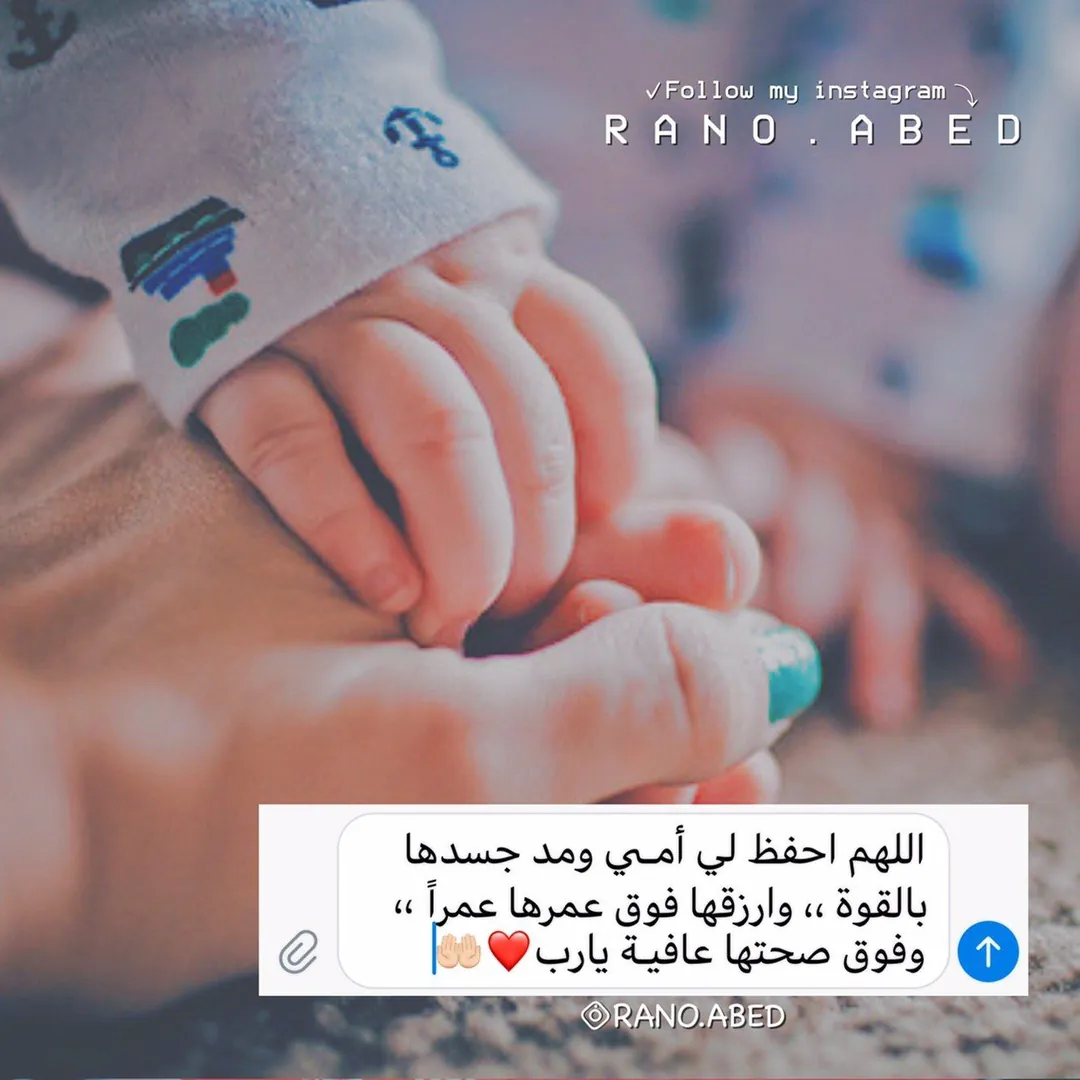 ✓Follow my instagram
RANO.ABED
اللهم احفظ لي أمـي ومد جسدها
بالقوة ،، وارزقها فوق عمرها عمراً ،،
وفوق صحتها عافية يارب❤️🤲🏻
RANO.ABED